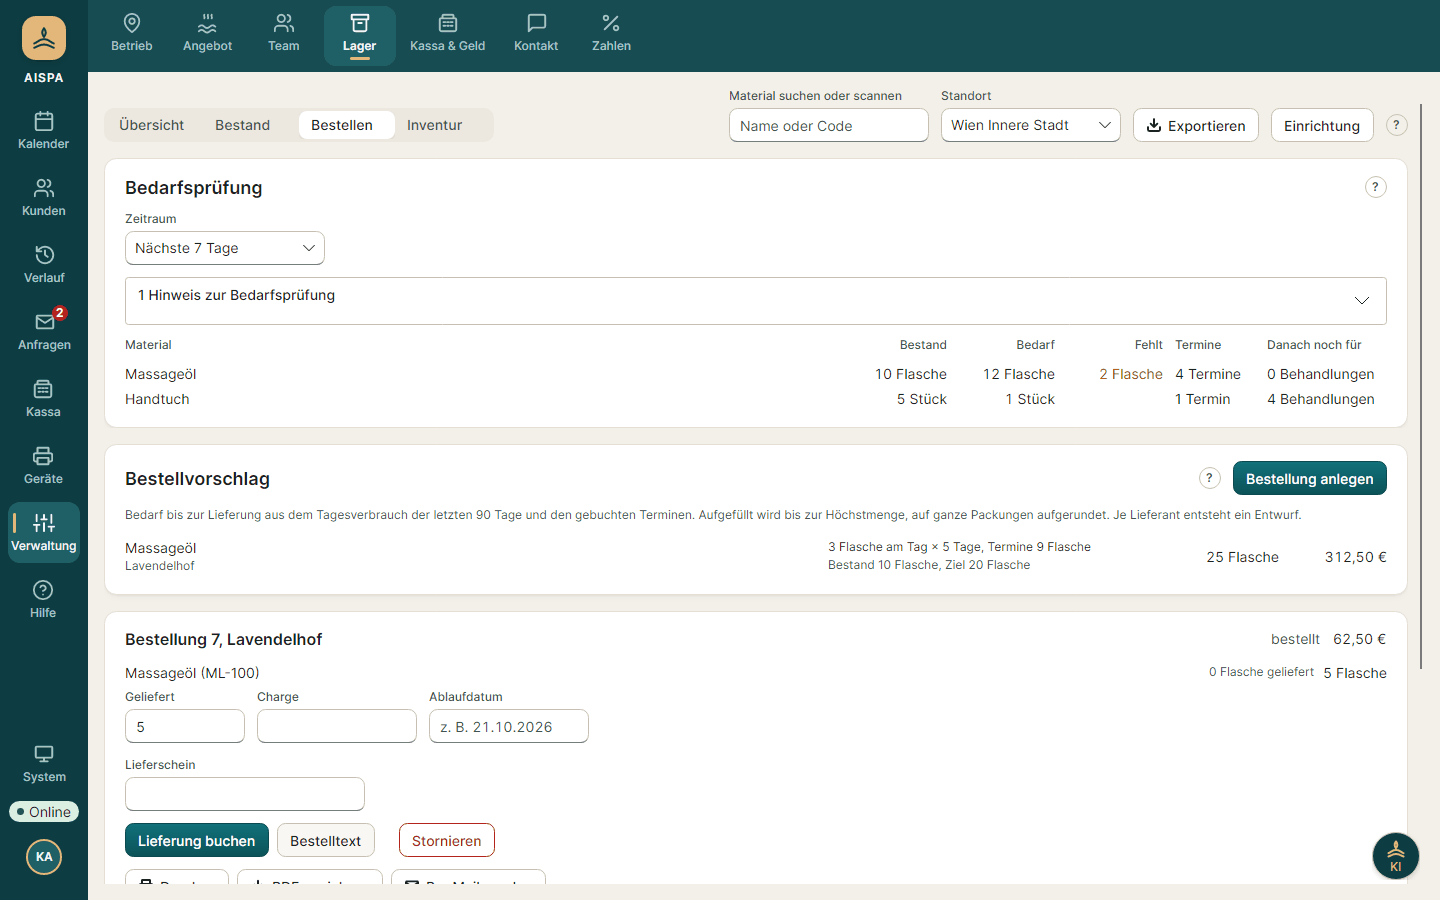 AISPA
Kalender
Kunden
Verlauf
2
Anfragen
Kassa
Geräte
Verwaltung
Hilfe
System
Online
KA
Betrieb
Angebot
Team
Lager
Kassa & Geld
Kontakt
Zahlen
Übersicht
Bestand
Bestellen
Inventur
Material suchen oder scannen
Name oder Code
Standort
Wien Innere Stadt
Exportieren
Einrichtung
?
Bedarfsprüfung
?
Zeitraum
Nächste 7 Tage
1 Hinweis zur Bedarfsprüfung
Material Bestand Bedarf Fehlt Termine Danach noch für
Massageöl 10 Flasche 12 Flasche 2 Flasche 4 Termine 0 Behandlungen
Handtuch 5 Stück 1 Stück 1 Termin 4 Behandlungen
Bestellvorschlag
?
Bestellung anlegen
Bedarf bis zur Lieferung aus dem Tagesverbrauch der letzten 90 Tage und den gebuchten Terminen. Aufgefüllt wird bis zur Höchstmenge, auf ganze Packungen aufgerundet. Je Lieferant entsteht ein Entwurf.
Massageöl
Lavendelhof
3 Flasche am Tag × 5 Tage, Termine 9 Flasche
Bestand 10 Flasche, Ziel 20 Flasche
25 Flasche 312,50 €
Bestellung 7, Lavendelhof
bestellt 62,50 €
Massageöl (ML-100)
0 Flasche geliefert 5 Flasche
Geliefert
5
Charge
Ablaufdatum
z. B. 21.10.2026
Lieferschein
Lieferung buchen
Bestelltext
Stornieren
KI